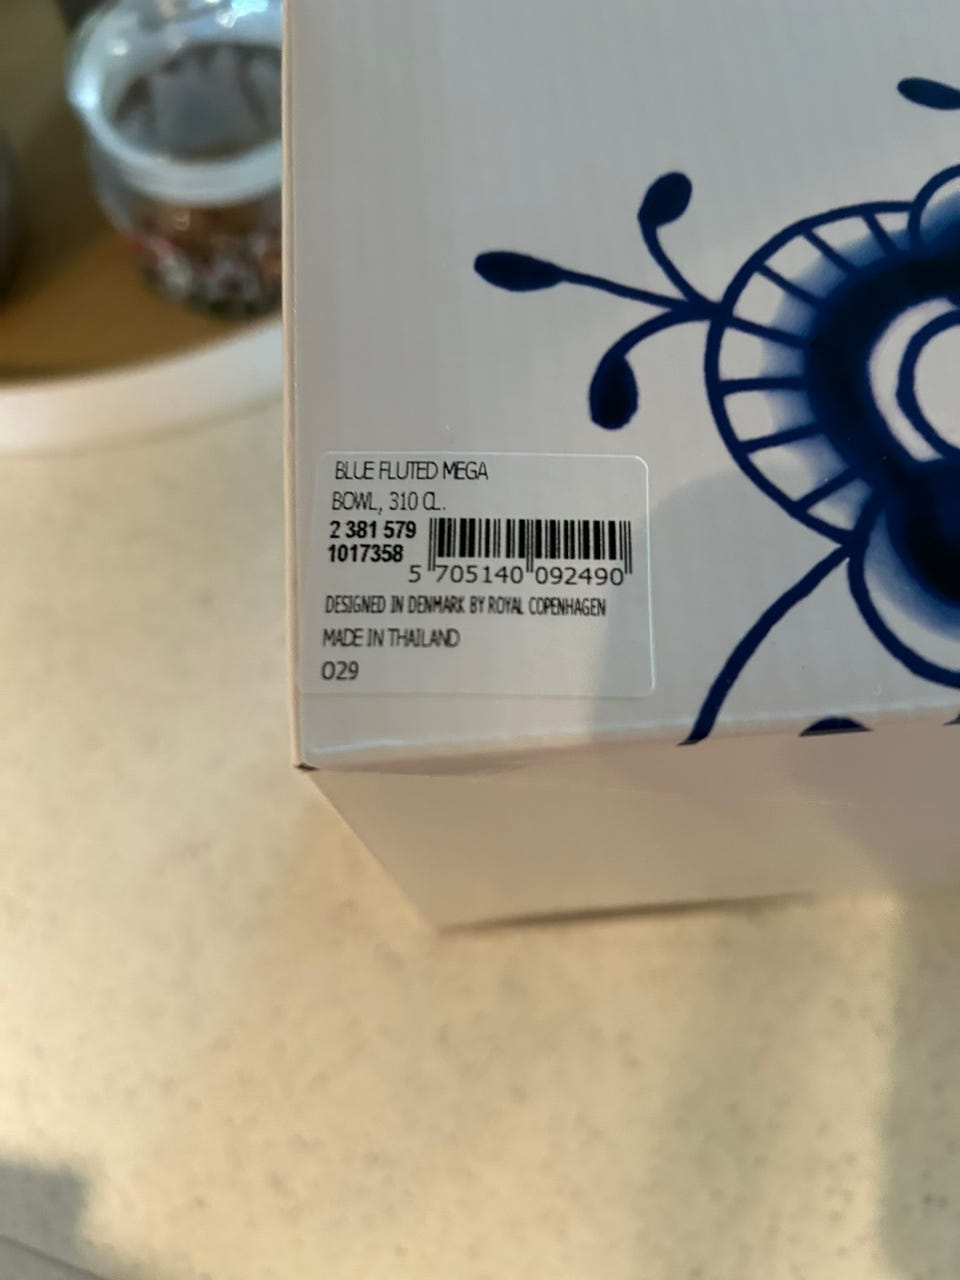 BLUE FLUTED MEGA
BOWL, 310 CL.
2 381 579
1017358
5 705140 092490
DESIGNED IN DENMARK BY ROYAL COPENHAGEN
MADE IN THAILAND
029